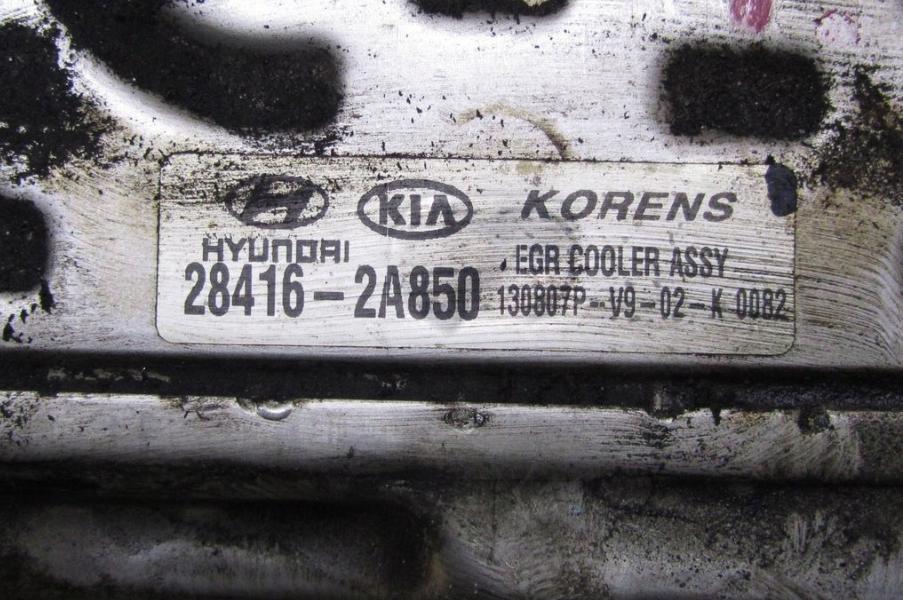 KIA KORENS
HYUNDAI EGR COOLER ASSY
28416-2A850 130807P-V9-02-K 0082